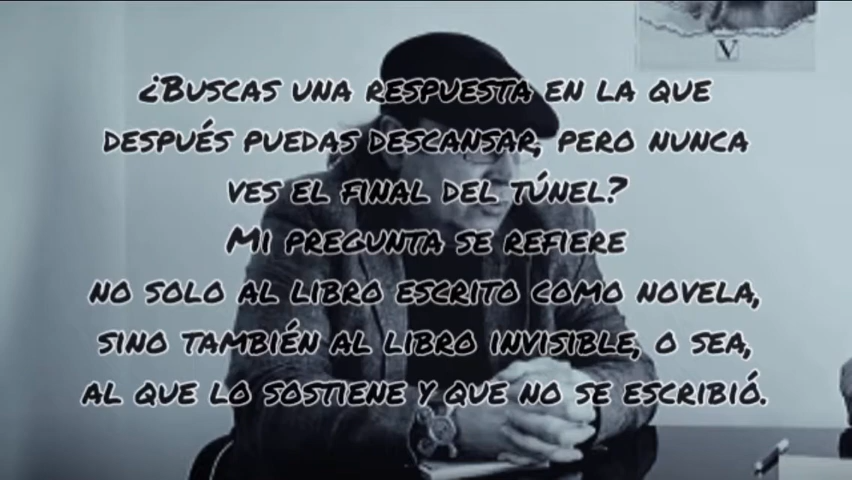 ¿Buscas una respuesta en la que
después puedas descansar, pero nunca
ves el final del túnel?
Mi pregunta se refiere
no solo al libro escrito como novela,
sino también al libro invisible, o sea,
al que lo sostiene y que no se escribió.
V